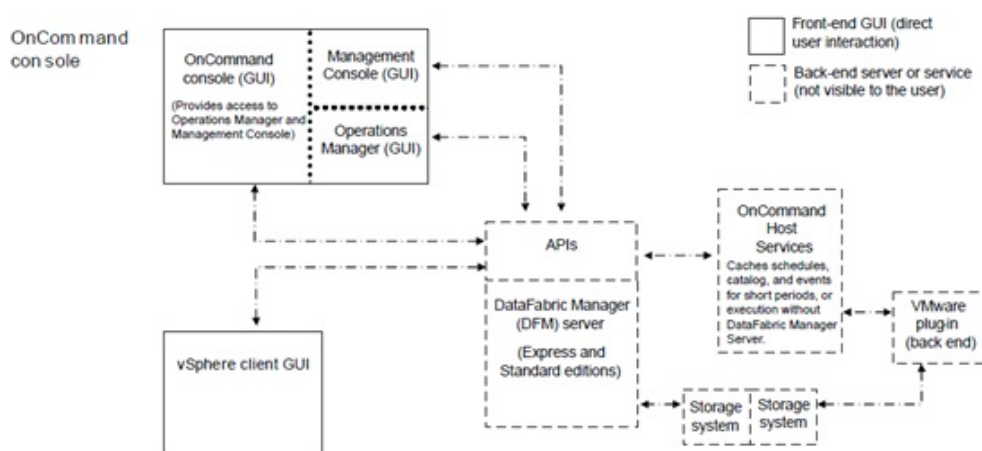 OnCommand
console
OnCommand
console (GUI)
(Provides access to
Operations Manager and
Management Console)
Management
Console (GUI)
Operations
Manager (GUI)
Front-end GUI (direct
user interaction)
Back-end server or service
(not visible to the user)
APIs
DataFabric Manager
(DFM) server
(Express and
Standard editions)
OnCommand
Host
Services
Caches schedules,
catalog, and events
for short periods, or
execution without
DataFabric Manager
Server.
VMware
plug-in
(back end)
vSphere client GUI
Storage
system
Storage
system